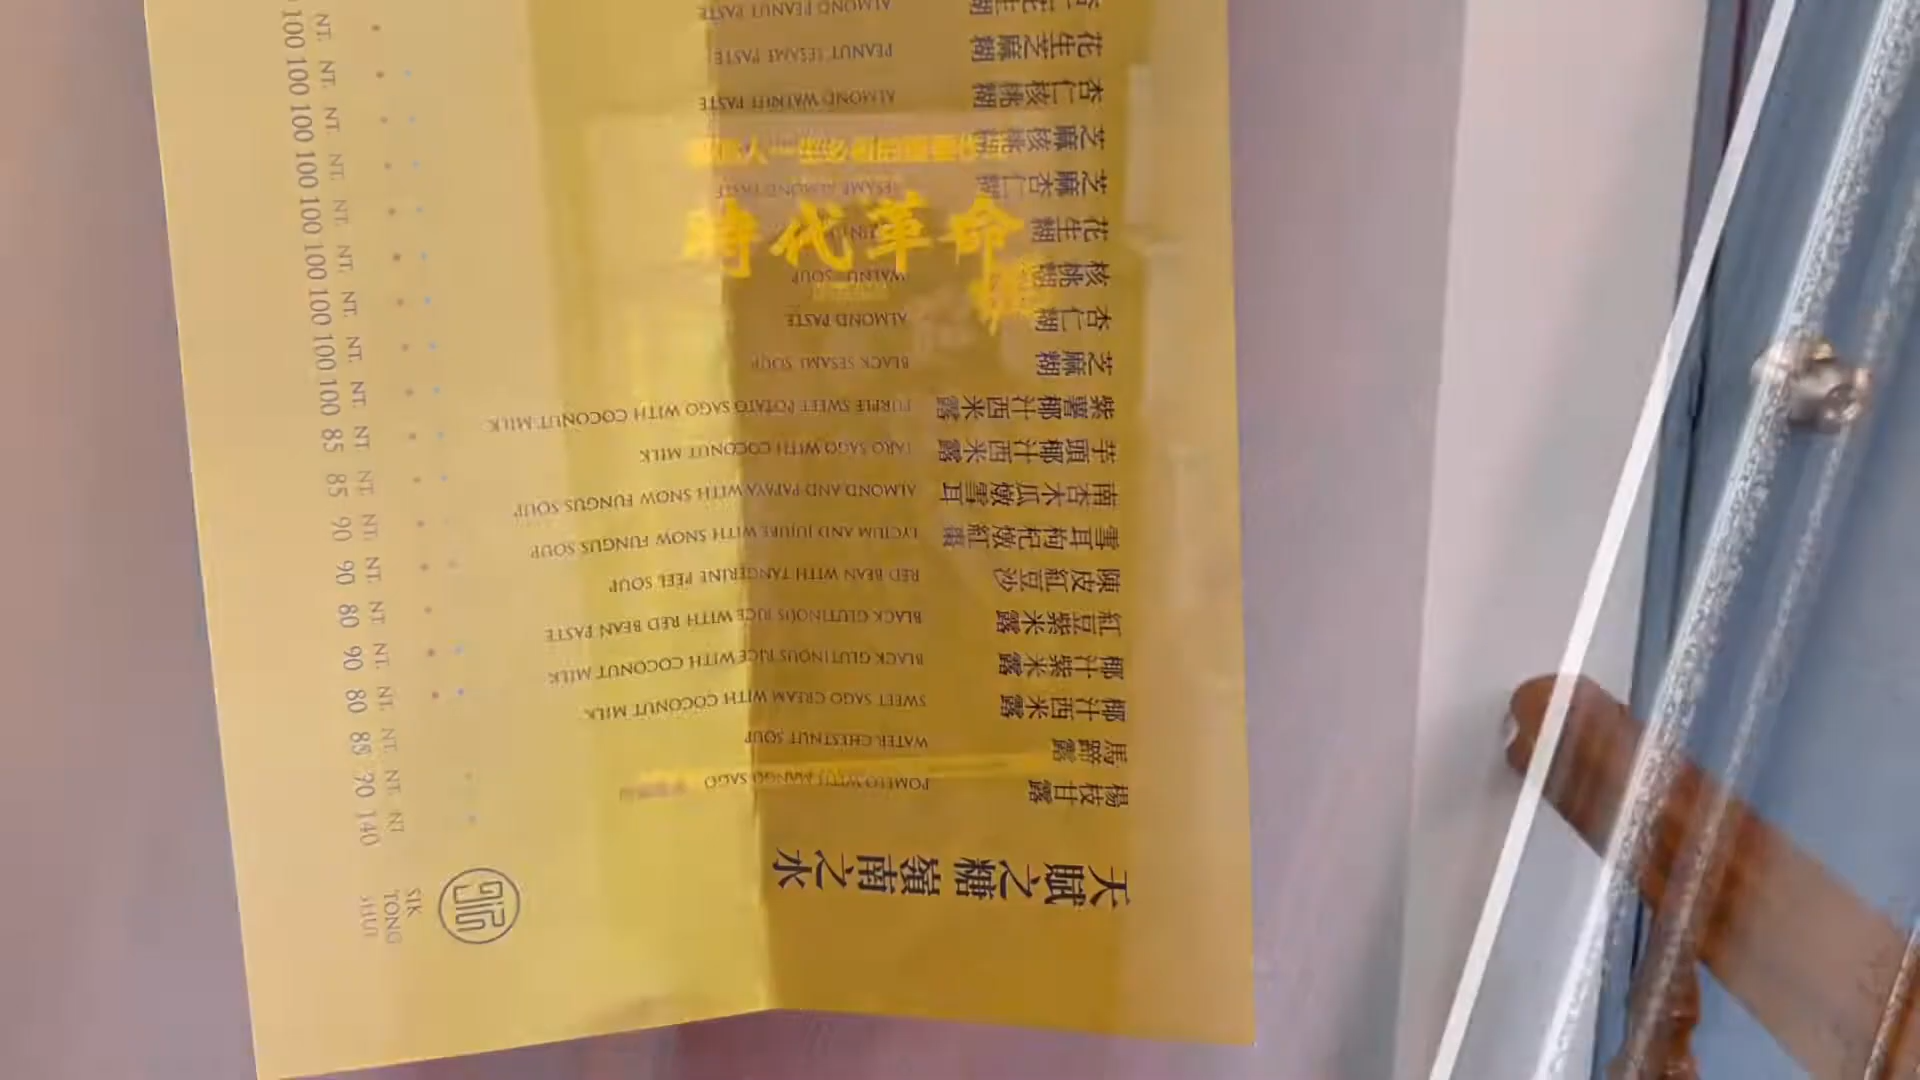 天賦之糖 嶺南之水
SIK TONG SHUI
楊枝甘露 POMELO WITH MANGO SAGO NT. 140
馬蹄露 WATER CHESTNUT SOUP NT.
椰汁西米露 SWEET SAGO CREAM WITH COCONUT MILK NT. 85
椰汁紫米露 BLACK GLUTINOUS RICE WITH COCONUT MILK NT. 80
紅豆紫米露 BLACK GLUTINOUS RICE WITH RED BEAN PASTE NT. 90
陳皮紅豆沙 RED BEAN WITH TANGERINE PEEL SOUP NT. 80
雪耳枸杞燉紅棗 LYCIUM AND JUJUBE WITH SNOW FUNGUS SOUP NT. 90
南杏木瓜燉雪耳 ALMOND AND PAPAYA WITH SNOW FUNGUS SOUP NT. 90
芋頭椰汁西米露 TARO SAGO WITH COCONUT MILK NT. 85
紫薯椰汁西米露 PURPLE SWEET POTATO SAGO WITH COCONUT MILK NT. 85
芝麻糊 BLACK SESAME SOUP NT. 100
杏仁糊 ALMOND PASTE NT. 100
核桃糊 WALNUT SOUP NT. 100
花生糊 NT. 100
芝麻杏仁糊 SESAME ALMOND PASTE NT. 100
芝麻核桃糊 NT. 100
杏仁核桃糊 ALMOND WALNUT PASTE NT. 100
花生芝麻糊 PEANUT SESAME PASTE NT. 100
杏仁花生糊 ALMOND PEANUT PASTE NT. 100
時代革命